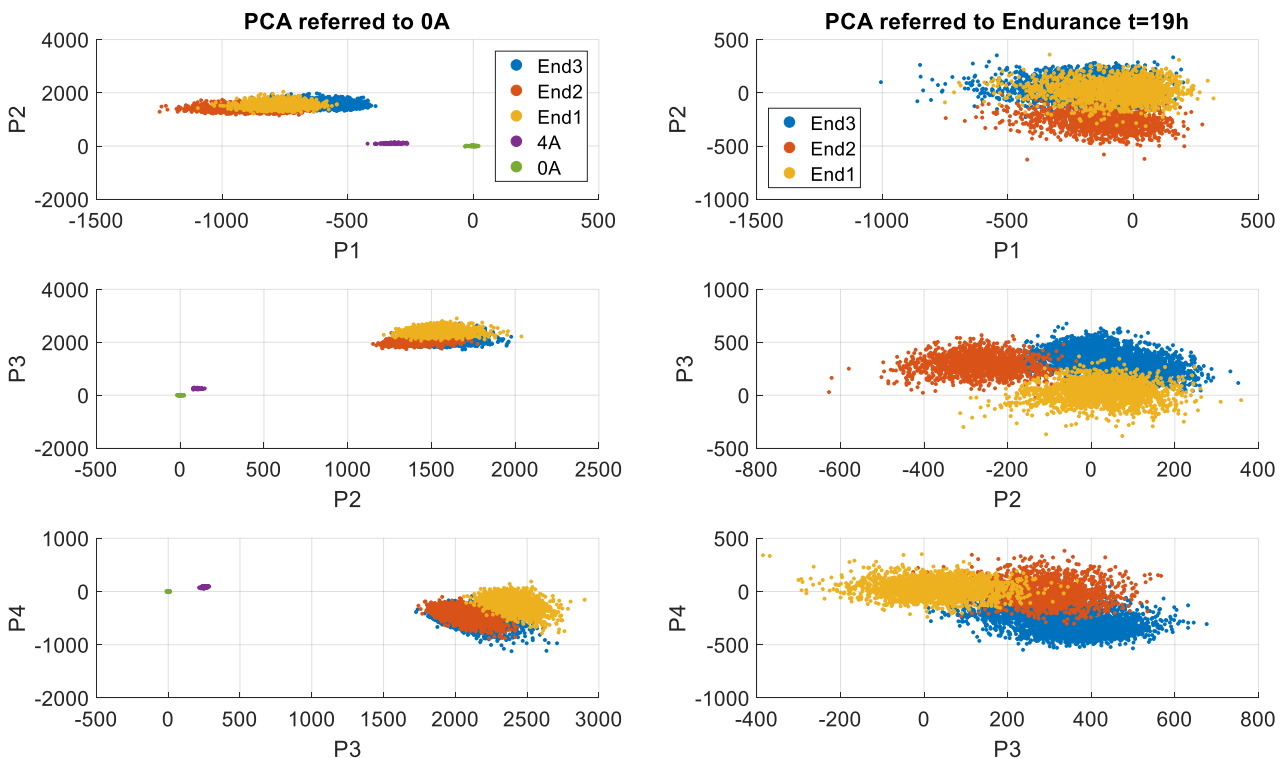 PCA referred to 0A
4000
2000
0
-2000
P2
-1500
-1000
-500
0
500
P1
End3
End2
End1
4A
0A
PCA referred to Endurance t=19h
500
0
-500
-1000
P2
-1500
-1000
-500
0
500
P1
End3
End2
End1
4000
2000
0
-2000
P3
-500
0
500
1000
1500
2000
2500
P2
1000
500
0
-500
P3
-800
-600
-400
-200
0
200
400
P2
1000
0
-1000
-2000
P4
-500
0
500
1000
1500
2000
2500
3000
P3
500
0
-500
-1000
P4
-400
-200
0
200
400
600
800
P3